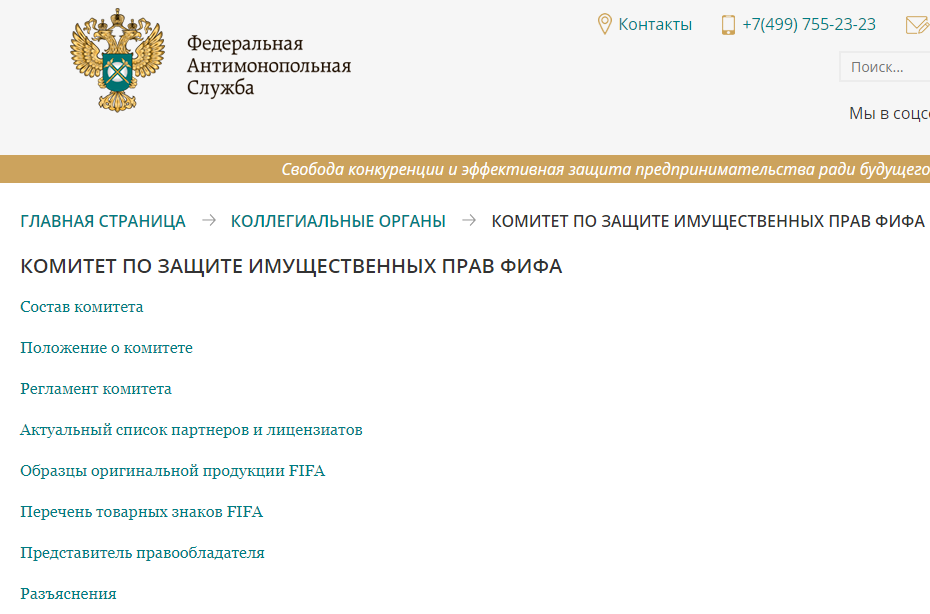 Федеральная
Антимонопольная
Служба
Контакты
+7(499) 755-23-23
Поиск...
Мы в
Свобода конкуренции и эффективная защита предпринимательства ради будущего
ГЛАВНАЯ СТРАНИЦА → КОЛЛЕГИАЛЬНЫЕ ОРГАНЫ → КОМИТЕТ ПО ЗАЩИТЕ ИМУЩЕСТВЕННЫХ ПРАВ ФИФА
КОМИТЕТ ПО ЗАЩИТЕ ИМУЩЕСТВЕННЫХ ПРАВ ФИФА
Состав комитета
Положение о комитете
Регламент комитета
Актуальный список партнеров и лицензиатов
Образцы оригинальной продукции FIFA
Перечень товарных знаков FIFA
Представитель правообладателя
Разъяснения